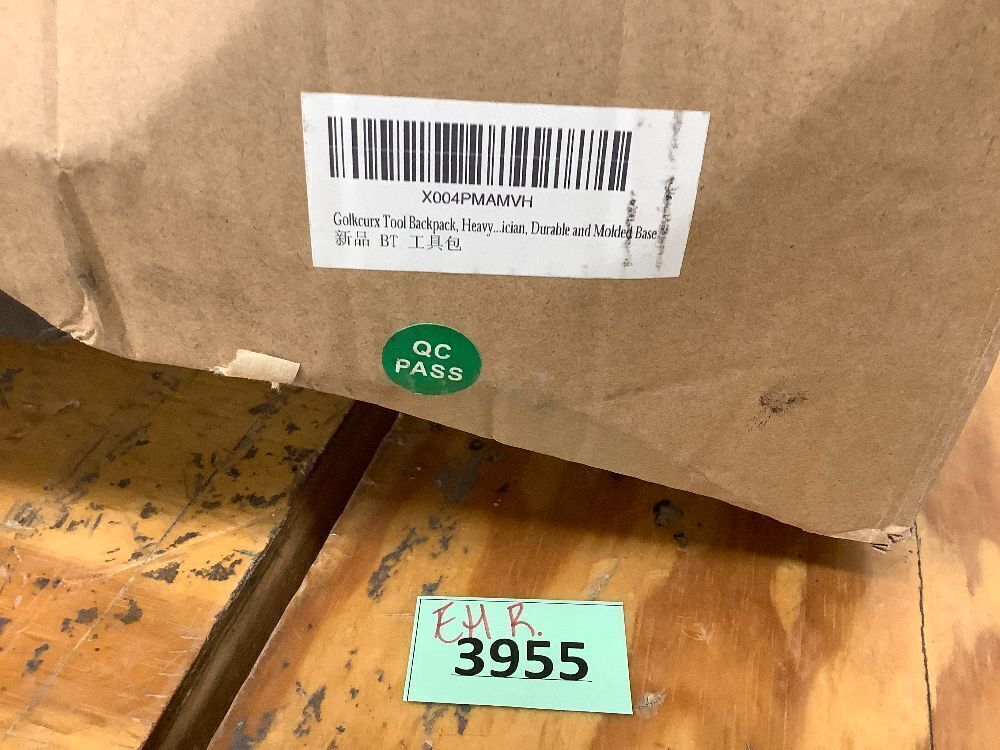 X004PMAMVH
Golkcurx Tool Backpack, Heavy...ician, Durable and Molded Base
新品 BT 工具包
QC
PASS
E.H.R.
3955